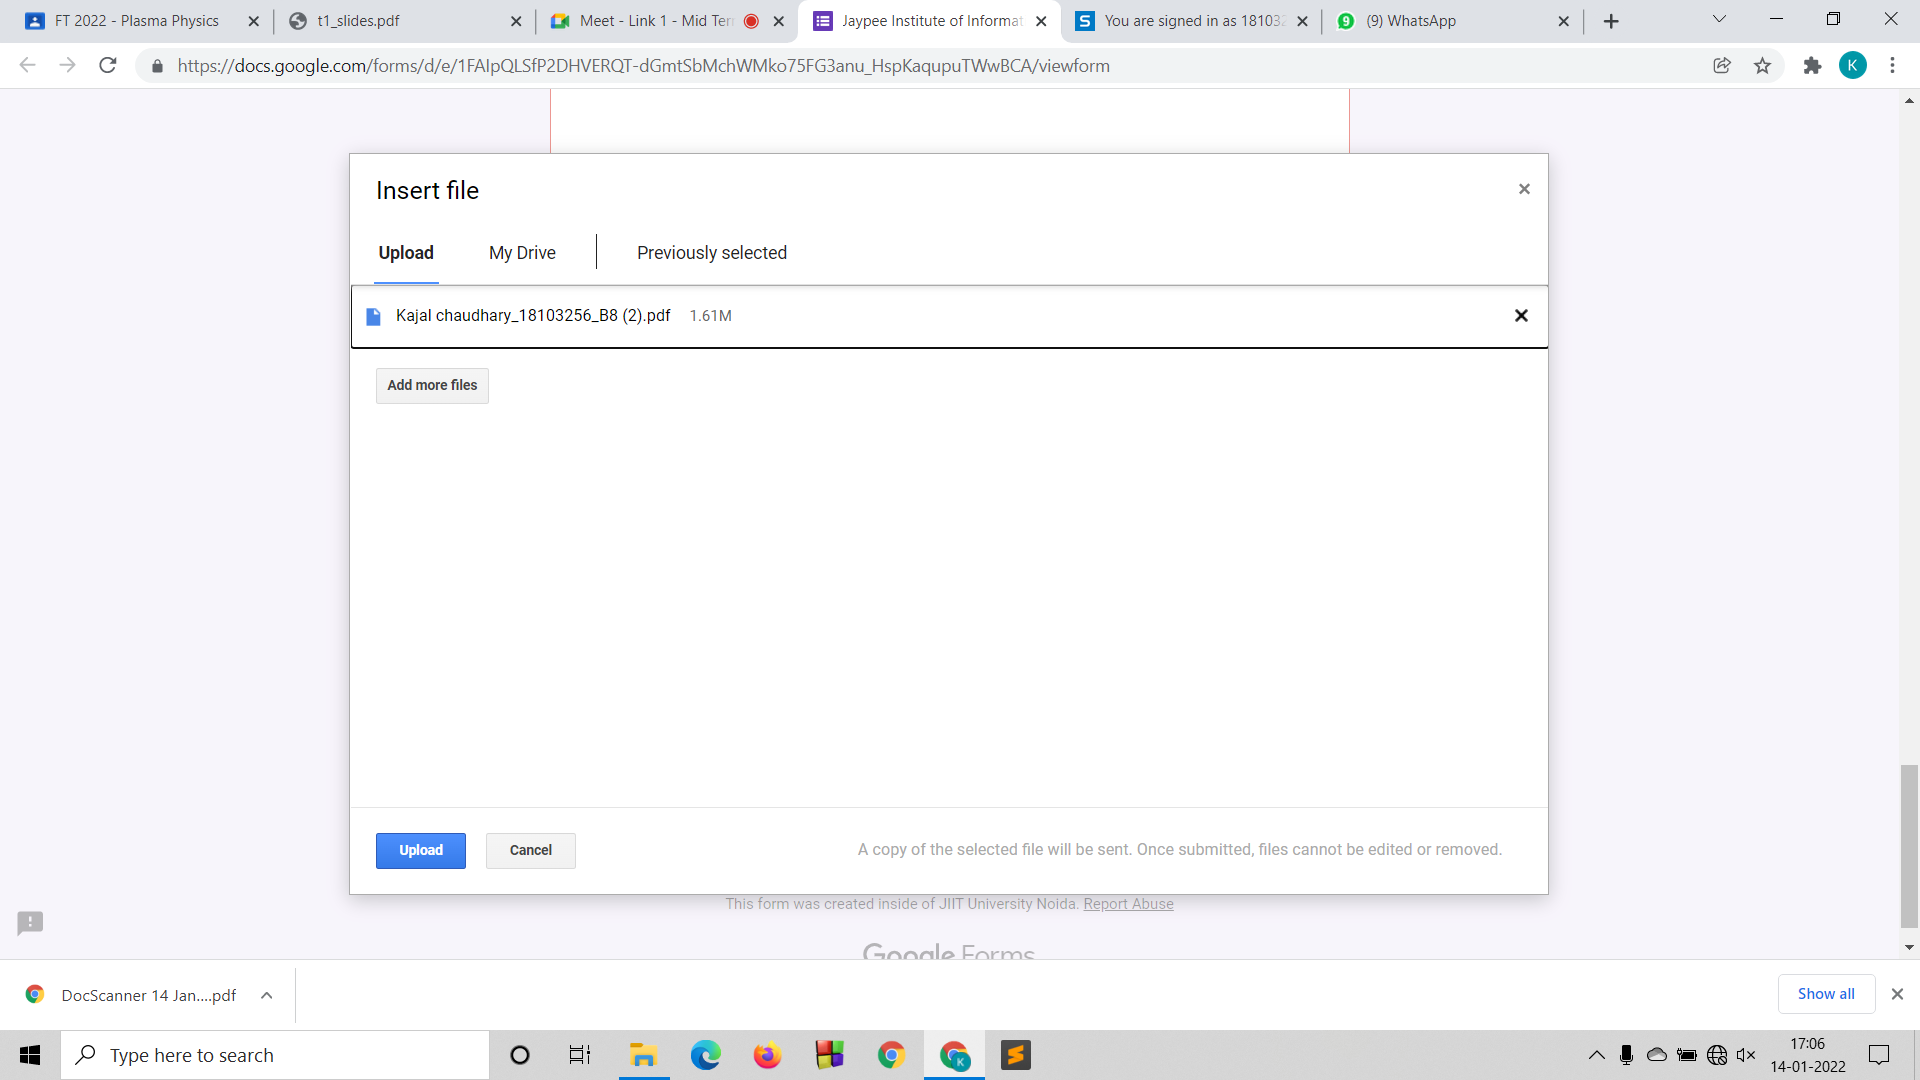 FT 2022 - Plasma Physics
t1_slides.pdf
Meet - Link 1 - Mid Ter
Jaypee Institute of Informat
You are signed in as 18103
9 (9) WhatsApp
https://docs.google.com/forms/d/e/1FAIpQLSfP2DHVERQT-dGmtSbMchWMko75FG3anu_HspKaqupuTWwBCA/viewform
K
Insert file
Upload My Drive Previously selected
Kajal chaudhary_18103256_B8 (2).pdf 1.61M
Add more files
Upload Cancel A copy of the selected file will be sent. Once submitted, files cannot be edited or removed.
This form was created inside of JIIT University Noida. Report Abuse
Google Forms
DocScanner 14 Jan....pdf Show all
Type here to search
17:06
14-01-2022